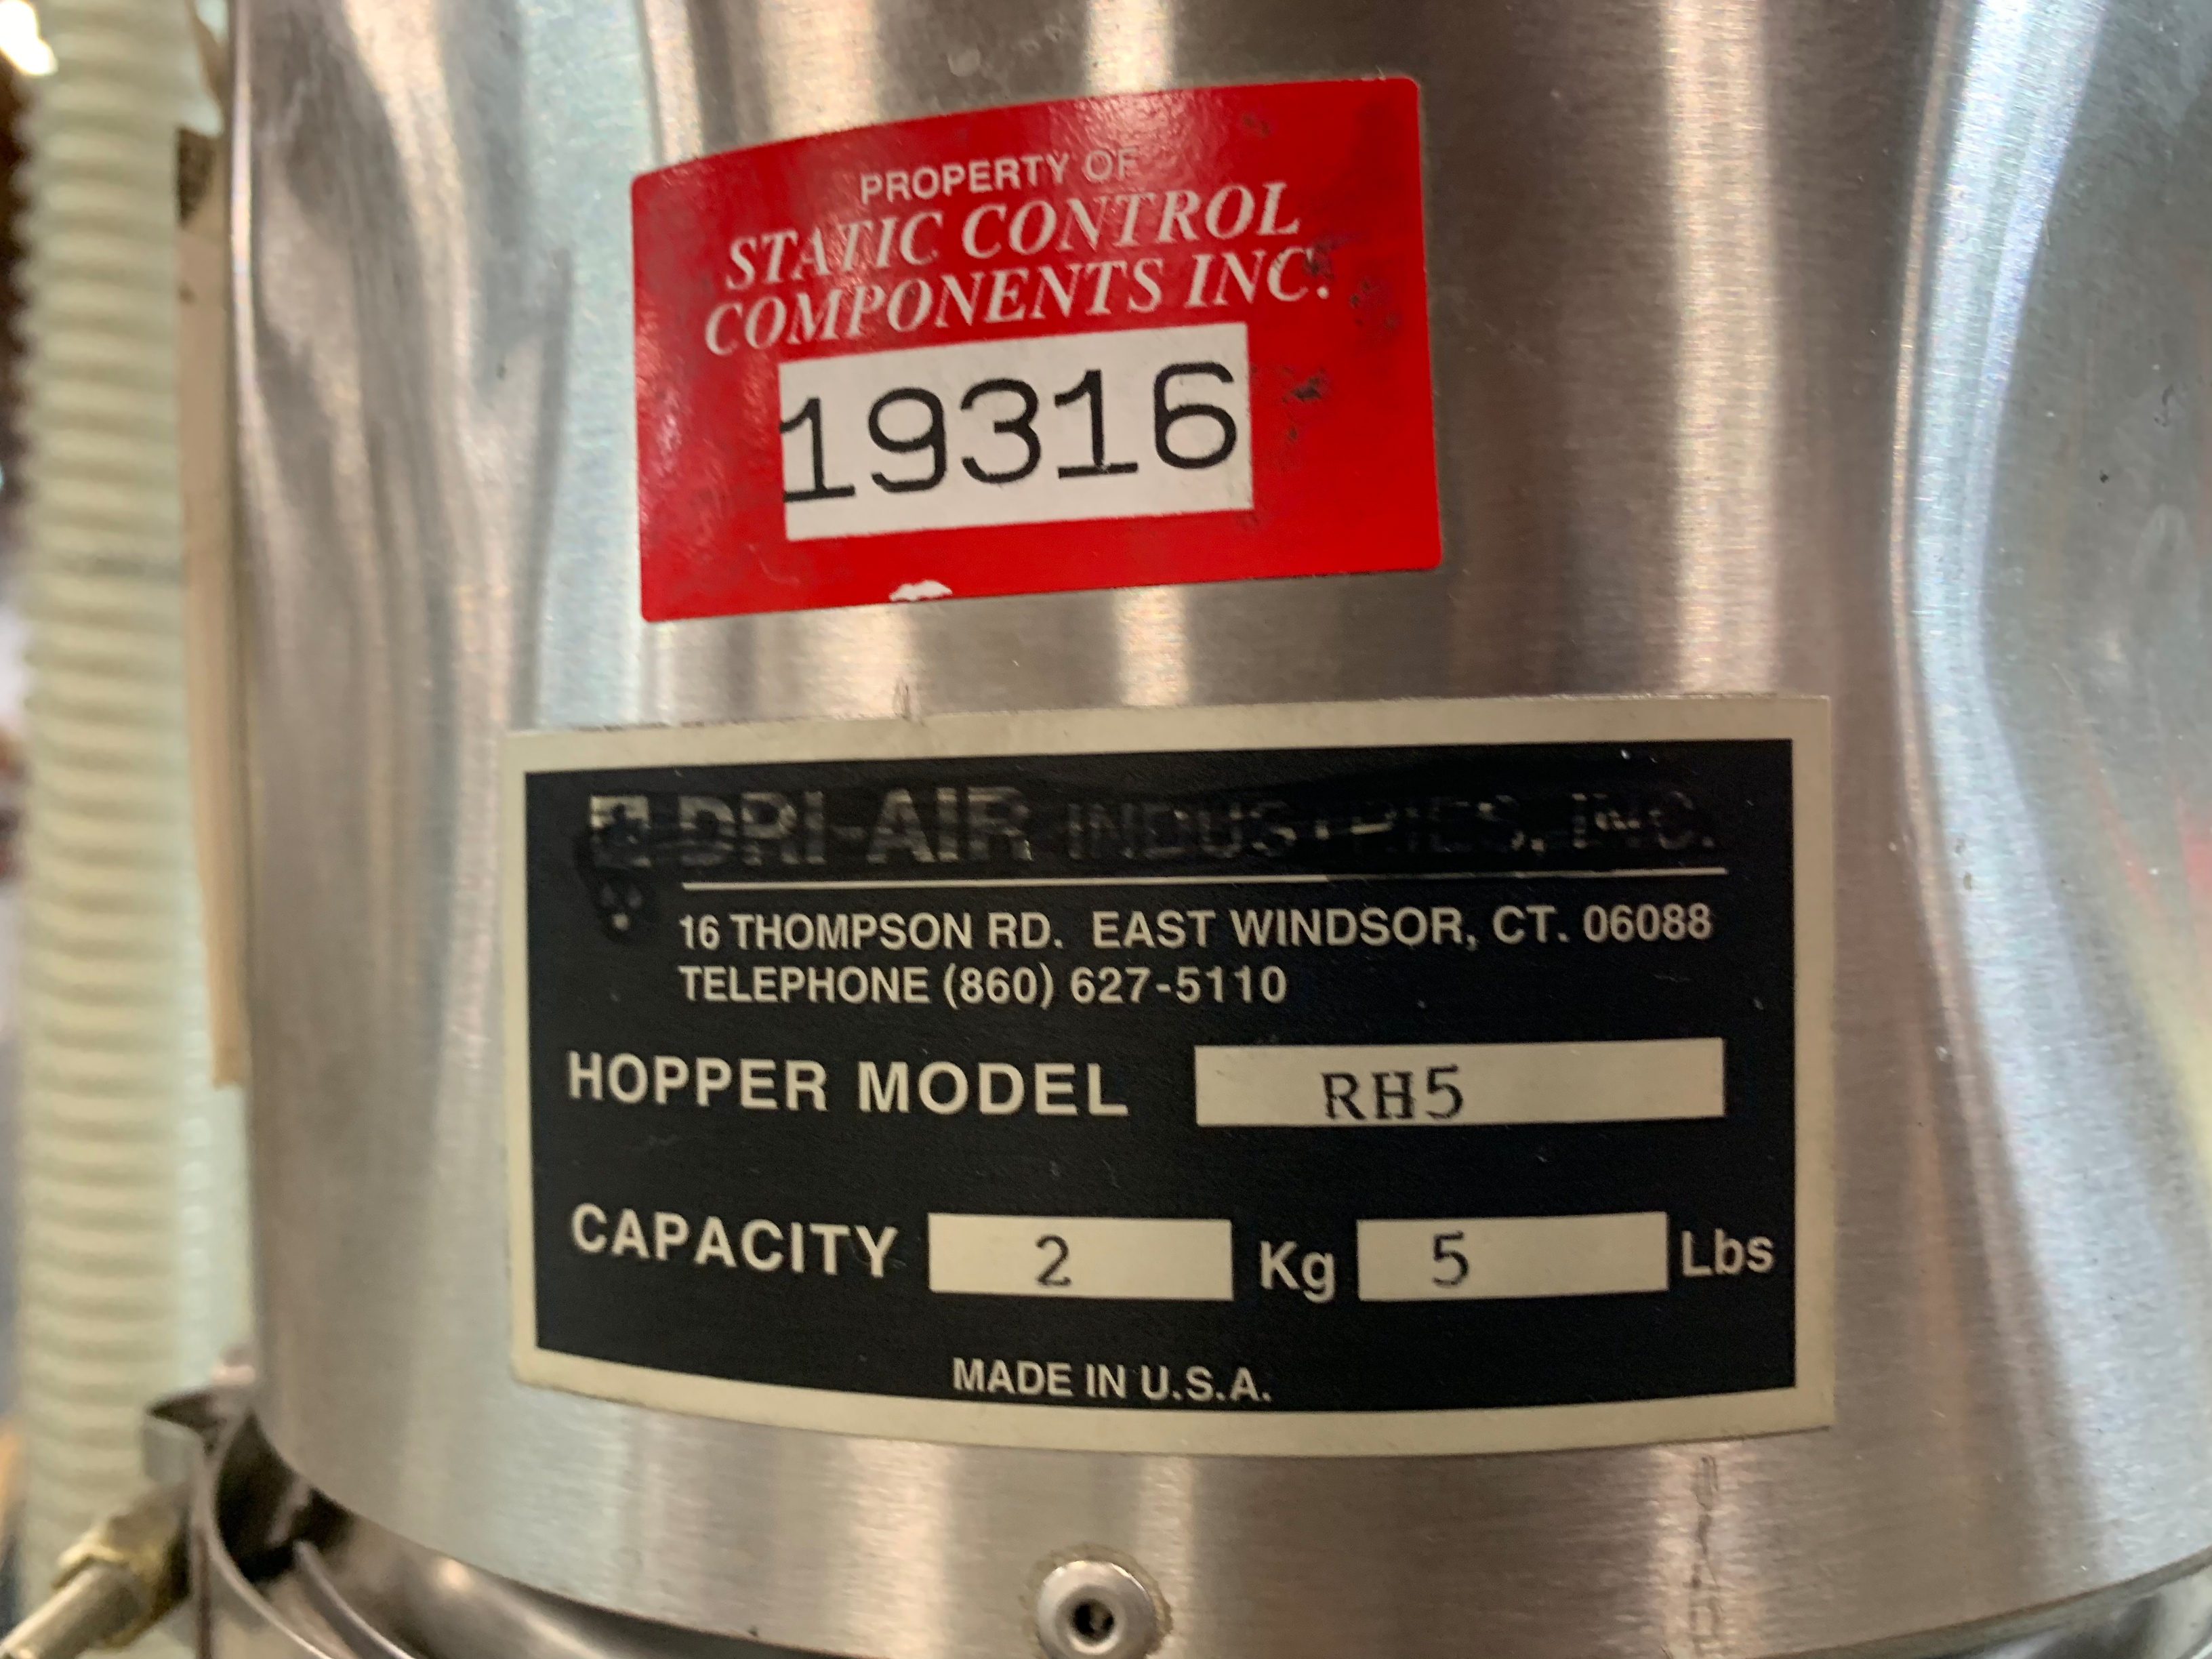 PROPERTY OF
STATIC CONTROL
COMPONENTS INC.
19316
DRI-AIR INDUSTRIES, INC.
16 THOMPSON RD. EAST WINDSOR, CT. 06088
TELEPHONE (860) 627-5110
HOPPER MODEL RH5
CAPACITY 2 Kg 5 Lbs
MADE IN U.S.A.